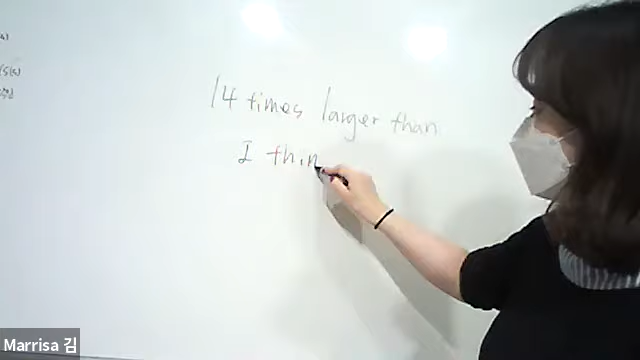 14 times larger than
I thin
Marrisa 김